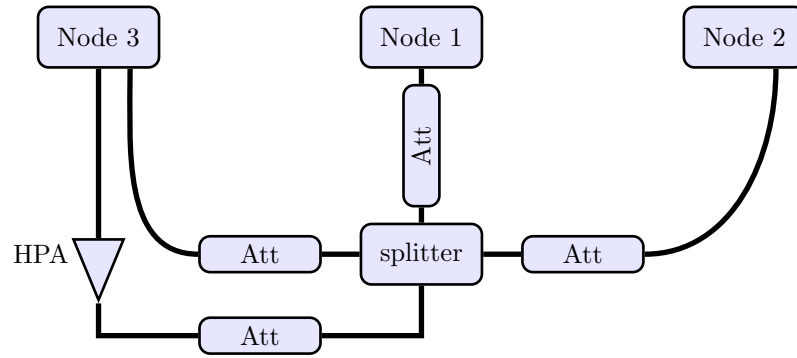 Node 3
Node 1
Node 2
Att
HPA
Att
splitter
Att
Att